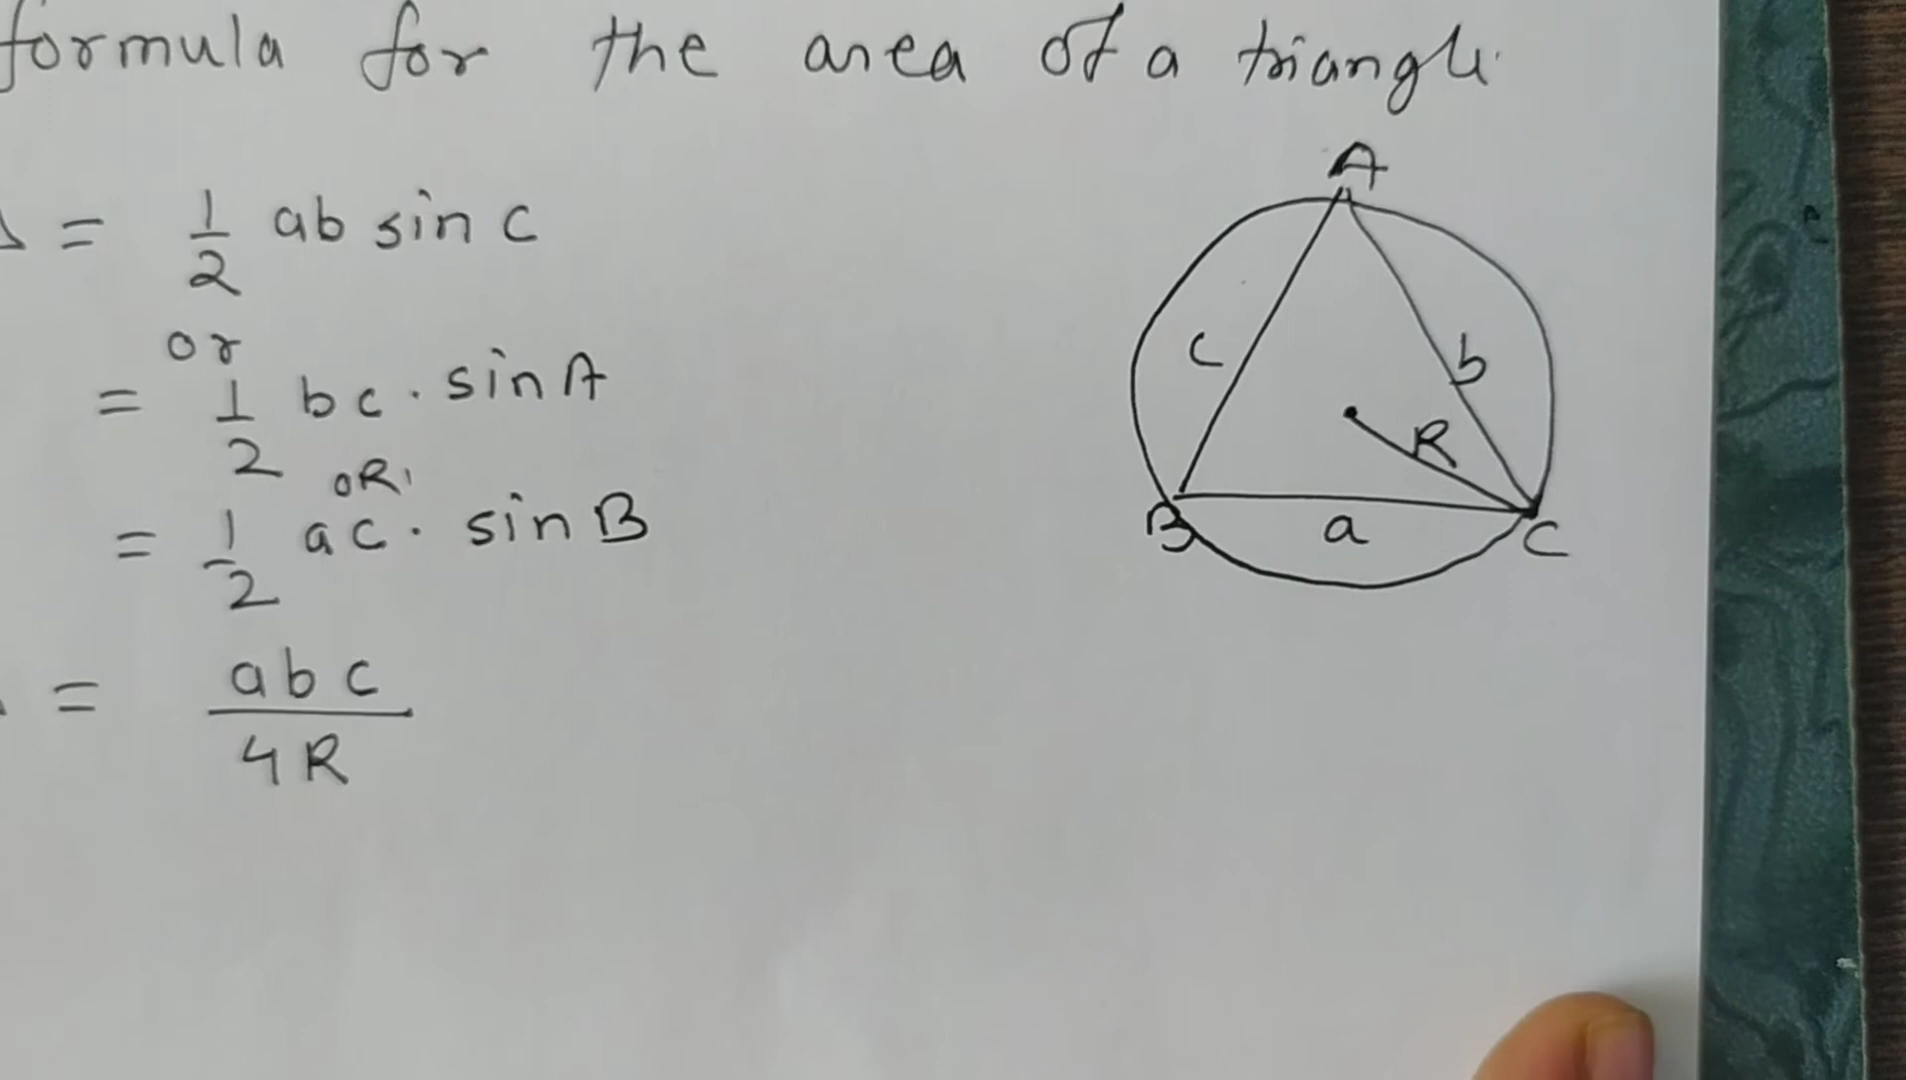 formula for the area of a triangle
Δ = 1/2 ab sin C
or
= 1/2 bc . sin A
OR
= 1/2 ac . sin B
Δ = abc/4R
A
c
b
R
B
a
C